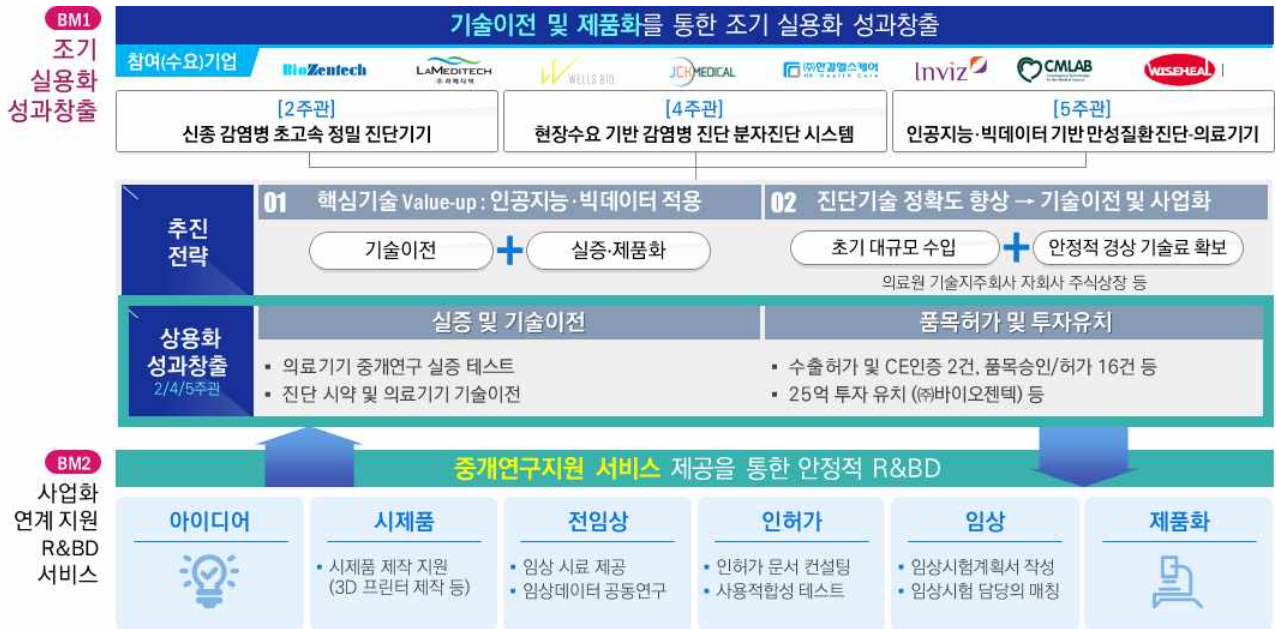 BM1
조기
실용화
성과창출
기술이전 및 제품화를 통한 조기 실용화 성과창출
참여(수요)기업
BioZentech
LAMEDITECH
㈜라메디텍
WELLS BIO
JCHMEDICAL
㈜한결헬스케어
HK Health Care
Inviz
CMLAB
WISEHEAL
[2주관]
신종 감염병 초고속 정밀 진단기기
[4주관]
현장수요 기반 감염병 진단 분자진단 시스템
[5주관]
인공지능·빅데이터 기반 만성질환 진단-의료기기
추진
전략
01 핵심기술 Value-up : 인공지능·빅데이터 적용
기술이전 + 실증·제품화
02 진단기술 정확도 향상 → 기술이전 및 사업화
초기 대규모 수입 + 안정적 경상 기술료 확보
의료원 기술지주회사 자회사 주식상장 등
상용화
성과창출
2/4/5주관
실증 및 기술이전
▪ 의료기기 중개연구 실증 테스트
▪ 진단 시약 및 의료기기 기술이전
품목허가 및 투자유치
▪ 수출허가 및 CE인증 2건, 품목승인/허가 16건 등
▪ 25억 투자 유치 (㈜바이오젠텍) 등
BM2
사업화
연계 지원
R&BD
서비스
중개연구지원 서비스 제공을 통한 안정적 R&BD
아이디어
시제품
• 시제품 제작 지원
(3D 프린터 제작 등)
전임상
• 임상 시료 제공
• 임상데이터 공동연구
인허가
• 인허가 문서 컨설팅
• 사용적합성 테스트
임상
• 임상시험계획서 작성
• 임상시험 담당의 매칭
제품화